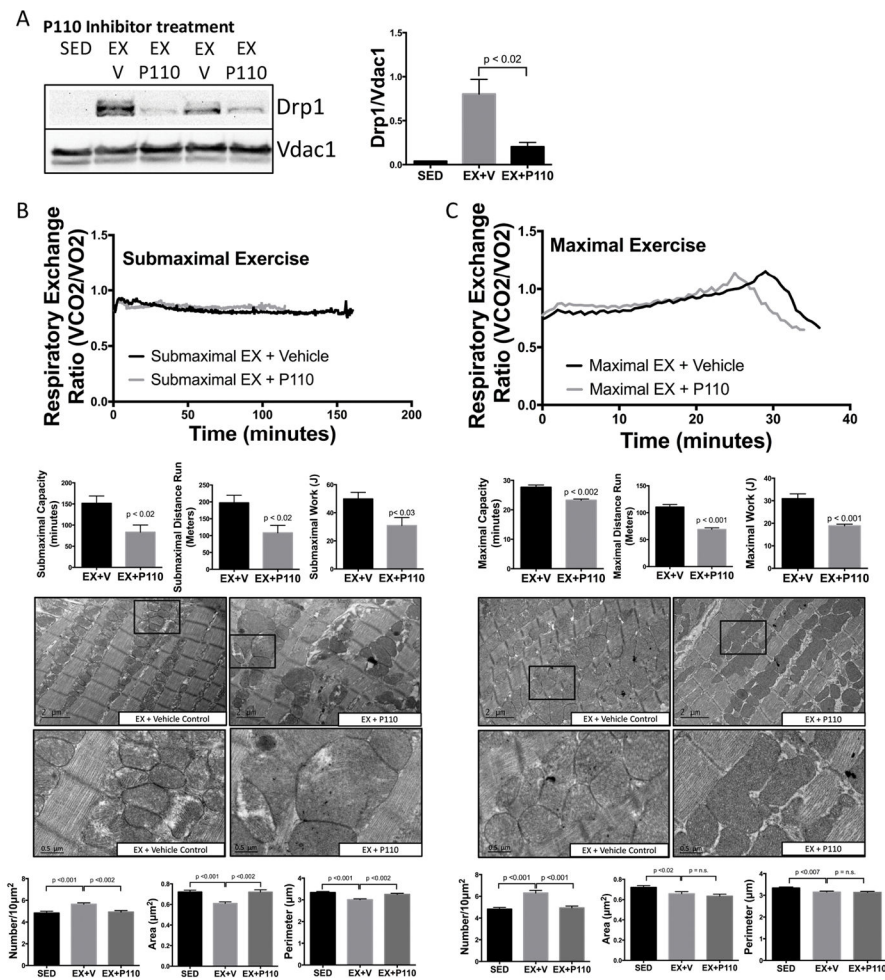 A
P110 Inhibitor treatment
SED EX EX EX EX
V P110 V P110
Drp1
Vdac1
Drp1/Vdac1
1.5
1.0
0.5
0.0
p < 0.02
SED EX+V EX+P110
B
Respiratory Exchange
Ratio (VCO2/VO2)
1.5
1.0
0.5
0.0
Submaximal Exercise
Submaximal EX + Vehicle
Submaximal EX + P110
0 50 100 150 200
Time (minutes)
C
Respiratory Exchange
Ratio (VCO2/VO2)
1.5
1.0
0.5
0.0
Maximal Exercise
Maximal EX + Vehicle
Maximal EX + P110
0 10 20 30 40
Time (minutes)
Submaximal Capacity
(minutes)
200
150
100
50
0
p < 0.02
EX+V EX+P110
Submaximal Distance Run
(Meters)
250
200
150
100
50
0
p < 0.02
EX+V EX+P110
Submaximal Work (J)
60
40
20
0
p < 0.03
EX+V EX+P110
Maximal Capacity
(minutes)
30
20
10
0
p < 0.002
EX+V EX+P110
Maximal Distance Run
(Meters)
150
100
50
0
p < 0.001
EX+V EX+P110
Maximal Work (J)
40
30
20
10
0
p < 0.001
EX+V EX+P110
2 μm
EX + Vehicle Control
2 μm
EX + P110
2 μm
EX + Vehicle Control
2 μm
EX + P110
0.5 μm
EX + Vehicle Control
0.5 μm
EX + P110
0.5 μm
EX + Vehicle Control
0.5 μm
EX + P110
Number/10μm²
8
6
4
2
0
p <0.001 p <0.002
SED EX+V EX+P110
Area (μm²)
0.8
0.6
0.4
0.2
0.0
p <0.001 p <0.002
SED EX+V EX+P110
Perimeter (μm)
4
3
2
1
0
p <0.001 p <0.002
SED EX+V EX+P110
Number/10μm²
8
6
4
2
0
p <0.001 p <0.001
SED EX+V EX+P110
Area (μm²)
0.8
0.6
0.4
0.2
0.0
p <0.02 p = n.s.
SED EX+V EX+P110
Perimeter (μm)
4
3
2
1
0
p <0.007 p = n.s.
SED EX+V EX+P110